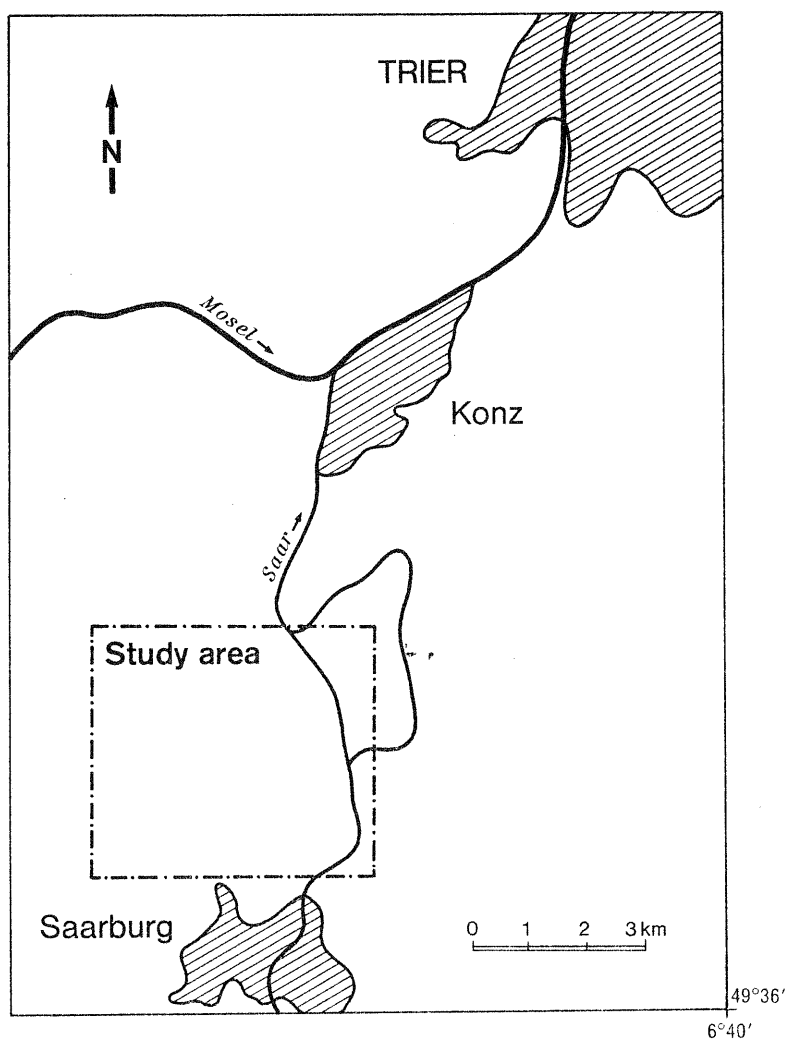 TRIER
N
Mosel
Konz
Saar
Study area
Saarburg
0 1 2 3 km
49°36'
6°40'